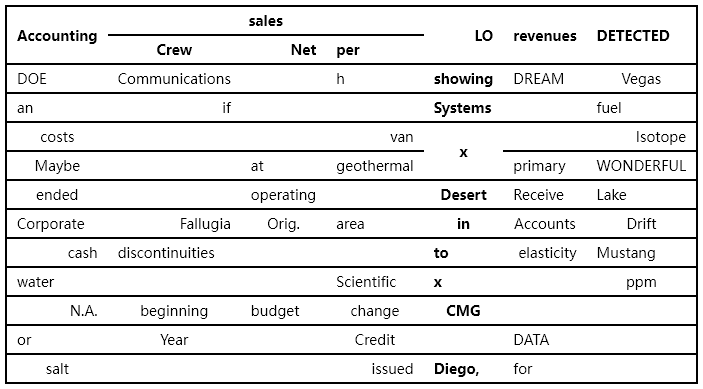 Accounting sales LO revenues DETECTED
Crew Net per
DOE Communications h showing DREAM Vegas
an if Systems fuel
costs van x Isotope
Maybe at geothermal primary WONDERFUL
ended operating Desert Receive Lake
Corporate Fallugia Orig. area in Accounts Drift
cash discontinuities to elasticity Mustang
water Scientific x ppm
N.A. beginning budget change CMG
or Year Credit DATA
salt issued Diego, for